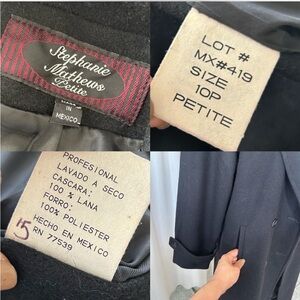 Stephanie
Mathews
Petite
IN
MEXICO
LOT #
MX#419
SIZE
10P
PETITE
PROFESIONAL
LAVADO A SECO
CASCARA:
100 % LANA
FORRO:
100% POLIESTER
HECHO EN MEXICO
RN 77539
15